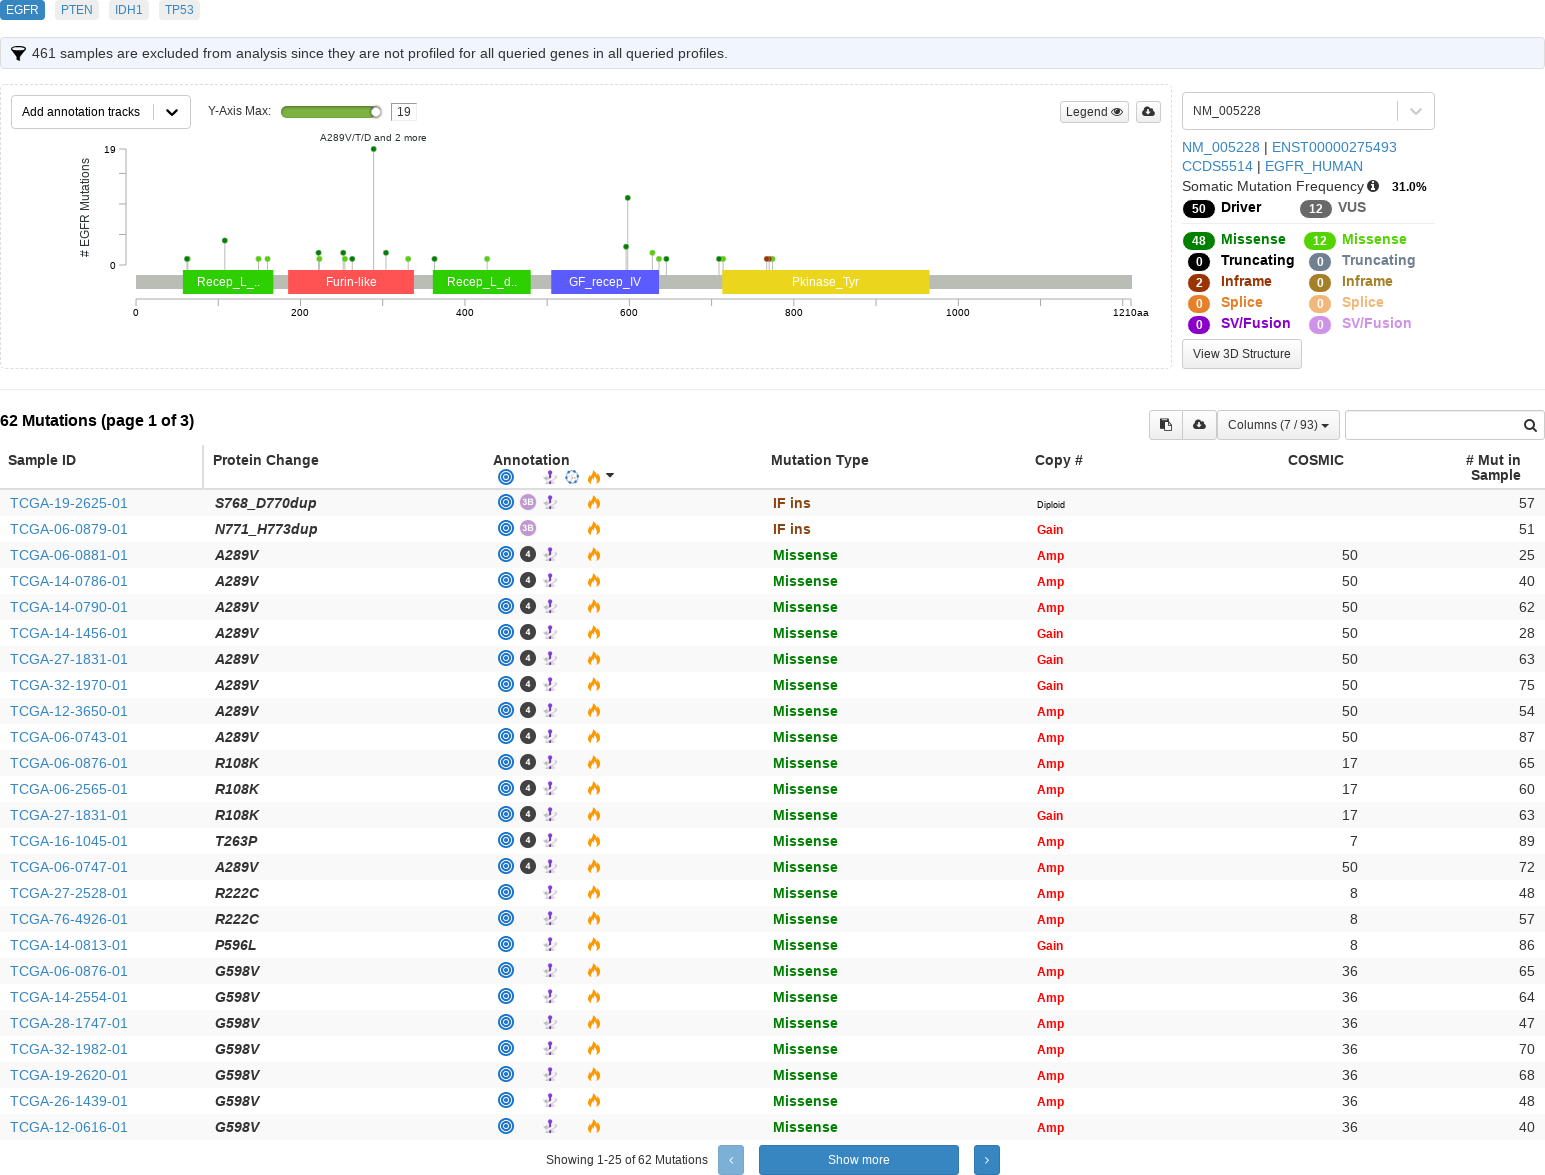 EGFR PTEN IDH1 TP53
461 samples are excluded from analysis since they are not profiled for all queried genes in all queried profiles.
Add annotation tracks Y-Axis Max: 19 Legend
NM_005228
A289V/T/D and 2 more
19
# EGFR Mutations
0
Recep_L_.. Furin-like Recep_L_d.. GF_recep_IV Pkinase_Tyr
0 200 400 600 800 1000 1210aa
NM_005228 | ENST00000275493
CCDS5514 | EGFR_HUMAN
Somatic Mutation Frequency 31.0%
50 Driver 12 VUS
48 Missense 12 Missense
0 Truncating 0 Truncating
2 Inframe 0 Inframe
0 Splice 0 Splice
0 SV/Fusion 0 SV/Fusion
View 3D Structure
62 Mutations (page 1 of 3) Columns (7 / 93)
Sample ID Protein Change Annotation Mutation Type Copy # COSMIC # Mut in
Sample
TCGA-19-2625-01 S768_D770dup 3B IF ins Diploid 57
TCGA-06-0879-01 N771_H773dup 3B IF ins Gain 51
TCGA-06-0881-01 A289V 4 Missense Amp 50 25
TCGA-14-0786-01 A289V 4 Missense Amp 50 40
TCGA-14-0790-01 A289V 4 Missense Amp 50 62
TCGA-14-1456-01 A289V 4 Missense Gain 50 28
TCGA-27-1831-01 A289V 4 Missense Gain 50 63
TCGA-32-1970-01 A289V 4 Missense Gain 50 75
TCGA-12-3650-01 A289V 4 Missense Amp 50 54
TCGA-06-0743-01 A289V 4 Missense Amp 50 87
TCGA-06-0876-01 R108K 4 Missense Amp 17 65
TCGA-06-2565-01 R108K 4 Missense Amp 17 60
TCGA-27-1831-01 R108K 4 Missense Gain 17 63
TCGA-16-1045-01 T263P 4 Missense Amp 7 89
TCGA-06-0747-01 A289V 4 Missense Amp 50 72
TCGA-27-2528-01 R222C Missense Amp 8 48
TCGA-76-4926-01 R222C Missense Amp 8 57
TCGA-14-0813-01 P596L Missense Gain 8 86
TCGA-06-0876-01 G598V Missense Amp 36 65
TCGA-14-2554-01 G598V Missense Amp 36 64
TCGA-28-1747-01 G598V Missense Amp 36 47
TCGA-32-1982-01 G598V Missense Amp 36 70
TCGA-19-2620-01 G598V Missense Amp 36 68
TCGA-26-1439-01 G598V Missense Amp 36 48
TCGA-12-0616-01 G598V Missense Amp 36 40
Showing 1-25 of 62 Mutations ‹ Show more ›